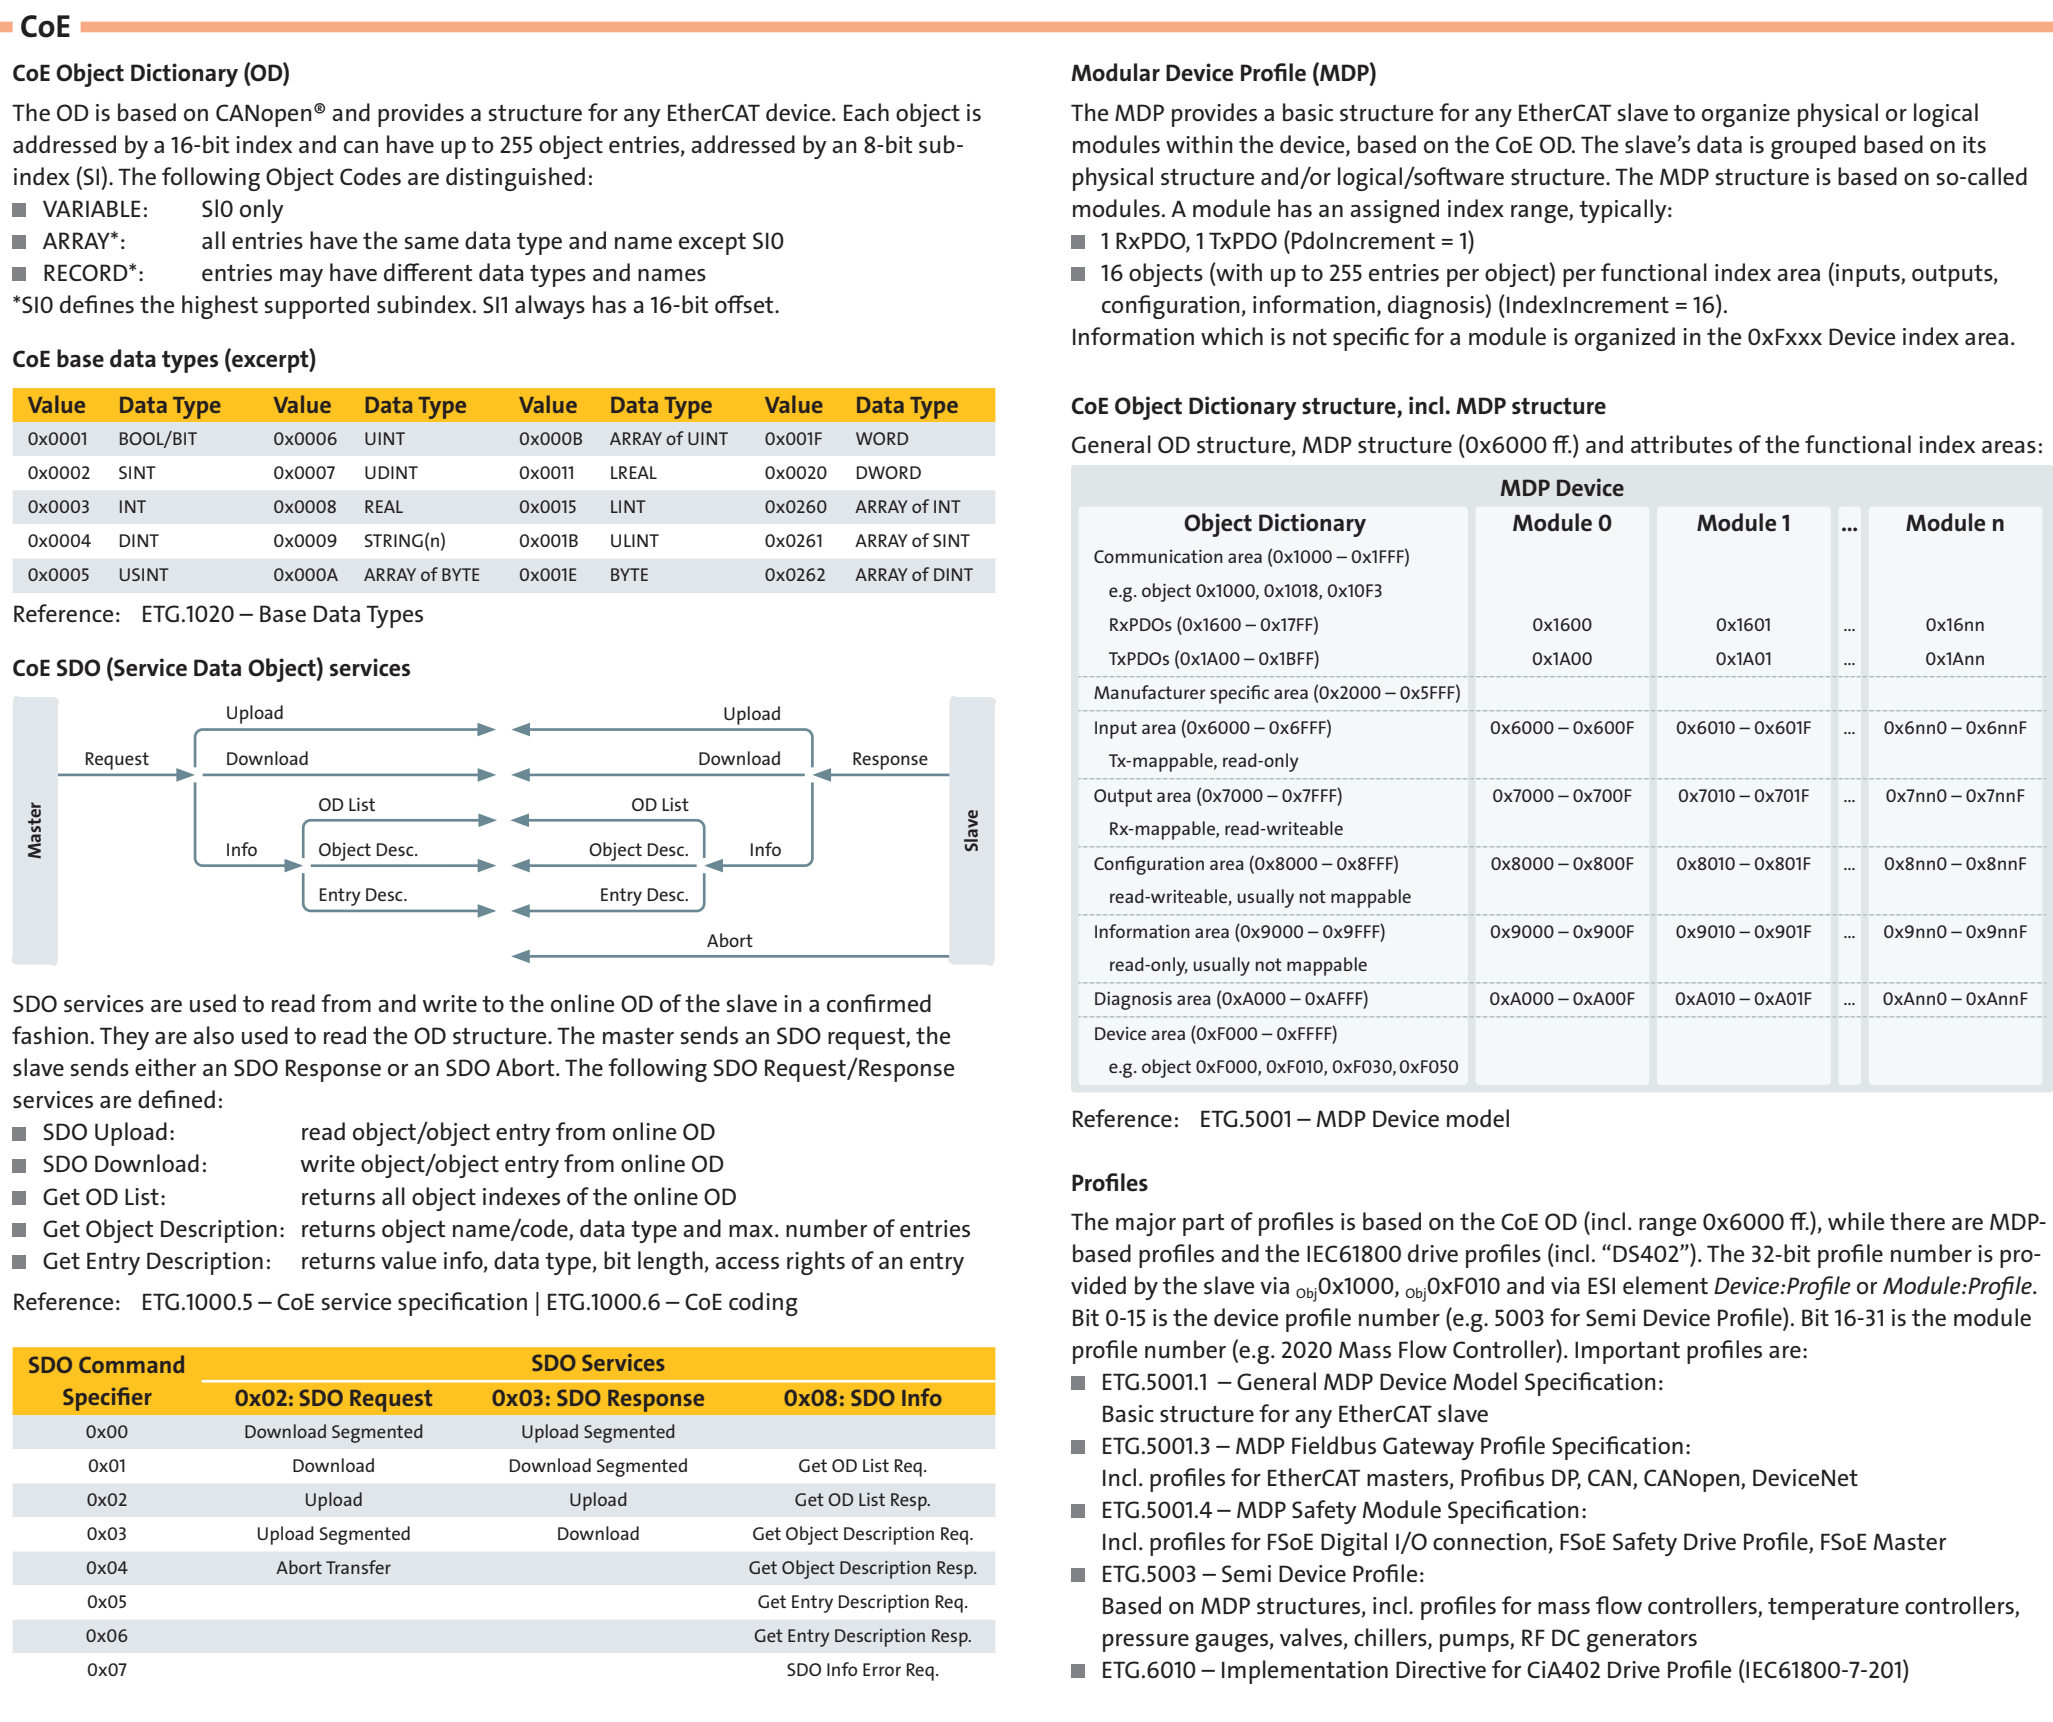 CoE
CoE Object Dictionary (OD)
The OD is based on CANopen® and provides a structure for any EtherCAT device. Each object is
addressed by a 16-bit index and can have up to 255 object entries, addressed by an 8-bit sub-
index (SI). The following Object Codes are distinguished:
■ VARIABLE: SI0 only
■ ARRAY*: all entries have the same data type and name except SI0
■ RECORD*: entries may have different data types and names
*SI0 defines the highest supported subindex. SI1 always has a 16-bit offset.
CoE base data types (excerpt)
Value Data Type Value Data Type Value Data Type Value Data Type
0x0001 BOOL/BIT 0x0006 UINT 0x000B ARRAY of UINT 0x001F WORD
0x0002 SINT 0x0007 UDINT 0x0011 LREAL 0x0020 DWORD
0x0003 INT 0x0008 REAL 0x0015 LINT 0x0260 ARRAY of INT
0x0004 DINT 0x0009 STRING(n) 0x001B ULINT 0x0261 ARRAY of SINT
0x0005 USINT 0x000A ARRAY of BYTE 0x001E BYTE 0x0262 ARRAY of DINT
Reference: ETG.1020 – Base Data Types
CoE SDO (Service Data Object) services
Upload Upload
Request Download Download Response
OD List OD List
Master Slave
Info Object Desc. Object Desc. Info
Entry Desc. Entry Desc.
Abort
SDO services are used to read from and write to the online OD of the slave in a confirmed
fashion. They are also used to read the OD structure. The master sends an SDO request, the
slave sends either an SDO Response or an SDO Abort. The following SDO Request/Response
services are defined:
■ SDO Upload: read object/object entry from online OD
■ SDO Download: write object/object entry from online OD
■ Get OD List: returns all object indexes of the online OD
■ Get Object Description: returns object name/code, data type and max. number of entries
■ Get Entry Description: returns value info, data type, bit length, access rights of an entry
Reference: ETG.1000.5 – CoE service specification | ETG.1000.6 – CoE coding
SDO Command Specifier SDO Services
0x02: SDO Request 0x03: SDO Response 0x08: SDO Info
0x00 Download Segmented Upload Segmented
0x01 Download Download Segmented Get OD List Req.
0x02 Upload Upload Get OD List Resp.
0x03 Upload Segmented Download Get Object Description Req.
0x04 Abort Transfer Get Object Description Resp.
0x05 Get Entry Description Req.
0x06 Get Entry Description Resp.
0x07 SDO Info Error Req.
Modular Device Profile (MDP)
The MDP provides a basic structure for any EtherCAT slave to organize physical or logical
modules within the device, based on the CoE OD. The slave's data is grouped based on its
physical structure and/or logical/software structure. The MDP structure is based on so-called
modules. A module has an assigned index range, typically:
■ 1 RxPDO, 1 TxPDO (PdoIncrement = 1)
■ 16 objects (with up to 255 entries per object) per functional index area (inputs, outputs,
configuration, information, diagnosis) (IndexIncrement = 16).
Information which is not specific for a module is organized in the 0xFxxx Device index area.
CoE Object Dictionary structure, incl. MDP structure
General OD structure, MDP structure (0x6000 ff.) and attributes of the functional index areas:
MDP Device
Object Dictionary Module 0 Module 1 ... Module n
Communication area (0x1000 – 0x1FFF)
e.g. object 0x1000, 0x1018, 0x10F3
RxPDOs (0x1600 – 0x17FF) 0x1600 0x1601 ... 0x16nn
TxPDOs (0x1A00 – 0x1BFF) 0x1A00 0x1A01 ... 0x1Ann
Manufacturer specific area (0x2000 – 0x5FFF)
Input area (0x6000 – 0x6FFF) 0x6000 – 0x600F 0x6010 – 0x601F ... 0x6nn0 – 0x6nnF
Tx-mappable, read-only
Output area (0x7000 – 0x7FFF) 0x7000 – 0x700F 0x7010 – 0x701F ... 0x7nn0 – 0x7nnF
Rx-mappable, read-writeable
Configuration area (0x8000 – 0x8FFF) 0x8000 – 0x800F 0x8010 – 0x801F ... 0x8nn0 – 0x8nnF
read-writeable, usually not mappable
Information area (0x9000 – 0x9FFF) 0x9000 – 0x900F 0x9010 – 0x901F ... 0x9nn0 – 0x9nnF
read-only, usually not mappable
Diagnosis area (0xA000 – 0xAFFF) 0xA000 – 0xA00F 0xA010 – 0xA01F ... 0xAnn0 – 0xAnnF
Device area (0xF000 – 0xFFFF)
e.g. object 0xF000, 0xF010, 0xF030, 0xF050
Reference: ETG.5001 – MDP Device model
Profiles
The major part of profiles is based on the CoE OD (incl. range 0x6000 ff.), while there are MDP-
based profiles and the IEC61800 drive profiles (incl. “DS402”). The 32-bit profile number is pro-
vided by the slave via Obj0x1000, Obj0xF010 and via ESI element Device:Profile or Module:Profile.
Bit 0-15 is the device profile number (e.g. 5003 for Semi Device Profile). Bit 16-31 is the module
profile number (e.g. 2020 Mass Flow Controller). Important profiles are:
■ ETG.5001.1 – General MDP Device Model Specification:
Basic structure for any EtherCAT slave
■ ETG.5001.3 – MDP Fieldbus Gateway Profile Specification:
Incl. profiles for EtherCAT masters, Profibus DP, CAN, CANopen, DeviceNet
■ ETG.5001.4 – MDP Safety Module Specification:
Incl. profiles for FSoE Digital I/O connection, FSoE Safety Drive Profile, FSoE Master
■ ETG.5003 – Semi Device Profile:
Based on MDP structures, incl. profiles for mass flow controllers, temperature controllers,
pressure gauges, valves, chillers, pumps, RF DC generators
■ ETG.6010 – Implementation Directive for CiA402 Drive Profile (IEC61800-7-201)